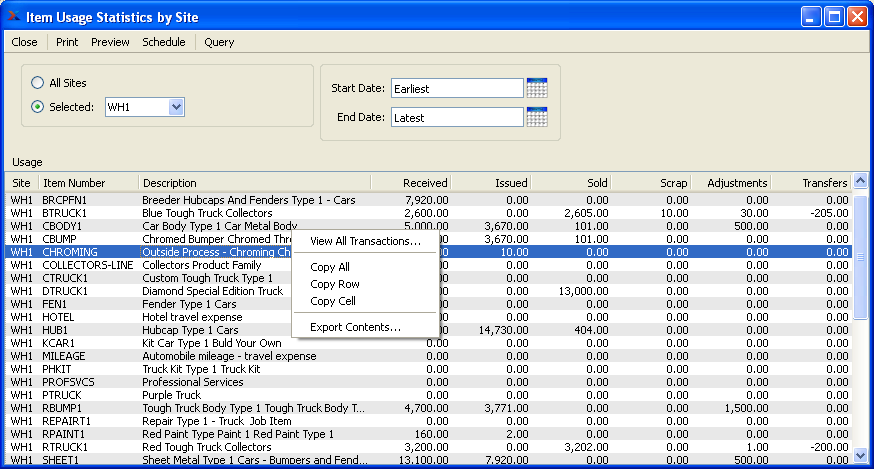 Item Usage Statistics by Site
Close Print Preview Schedule Query
All Sites
Selected: WH1
Start Date: Earliest
End Date: Latest
Usage
Site Item Number Description Received Issued Sold Scrap Adjustments Transfers
WH1 BRCPFN1 Breeder Hubcaps And Fenders Type 1 - Cars 7,920.00 0.00 0.00 0.00 0.00 0.00
WH1 BTRUCK1 Blue Tough Truck Collectors 2,600.00 0.00 2,605.00 10.00 30.00 -205.00
WH1 CBODY1 Car Body Type 1 Car Metal Body 5,000.00 3,670.00 101.00 0.00 500.00 0.00
WH1 CBUMP Chromed Bumper Chromed Thr 3,670.00 101.00 0.00 0.00 0.00
WH1 CHROMING Outside Process - Chroming Ch 10.00 0.00 0.00 0.00 0.00
WH1 COLLECTORS-LINE Collectors Product Family 0.00 0.00 0.00 0.00 0.00
WH1 CTRUCK1 Custom Tough Truck Type 1 0.00 0.00 0.00 0.00 0.00
WH1 DTRUCK1 Diamond Special Edition Truck 0.00 13,000.00 0.00 0.00 0.00
WH1 FEN1 Fender Type 1 Cars 0.00 0.00 0.00 0.00 0.00 0.00
WH1 HOTEL Hotel travel expense 0.00 0.00 0.00 0.00 0.00
WH1 HUB1 Hubcap Type 1 Cars 14,730.00 404.00 0.00 0.00 0.00
WH1 KCAR1 Kit Car Type 1 Buld Your Own 0.00 0.00 0.00 0.00 0.00 0.00
WH1 MILEAGE Automobile mileage - travel expense 0.00 0.00 0.00 0.00 0.00 0.00
WH1 PHKIT Truck Kit Type 1 Truck Kit 0.00 0.00 0.00 0.00 0.00 0.00
WH1 PROFSVCS Professional Services 0.00 0.00 0.00 0.00 0.00 0.00
WH1 PTRUCK Purple Truck 0.00 0.00 0.00 0.00 0.00 0.00
WH1 RBUMP1 Tough Truck Body Type 1 Tough Truck Body T... 4,700.00 3,771.00 0.00 0.00 1,500.00 0.00
WH1 REPAIRT1 Repair Type 1 - Truck Job Item 0.00 0.00 0.00 0.00 0.00 0.00
WH1 RPAINT1 Red Paint Type Paint 1 Red Paint Type 1 160.00 2.00 0.00 0.00 0.00 0.00
WH1 RTRUCK1 Red Tough Truck Collectors 3,200.00 0.00 3,202.00 0.00 1.00 -200.00
WH1 SHEET1 Sheet Metal Type 1 Cars - Bumpers and Fend... 13,100.00 7,920.00 0.00 0.00 500.00 0.00
View All Transactions...
Copy All
Copy Row
Copy Cell
Export Contents...